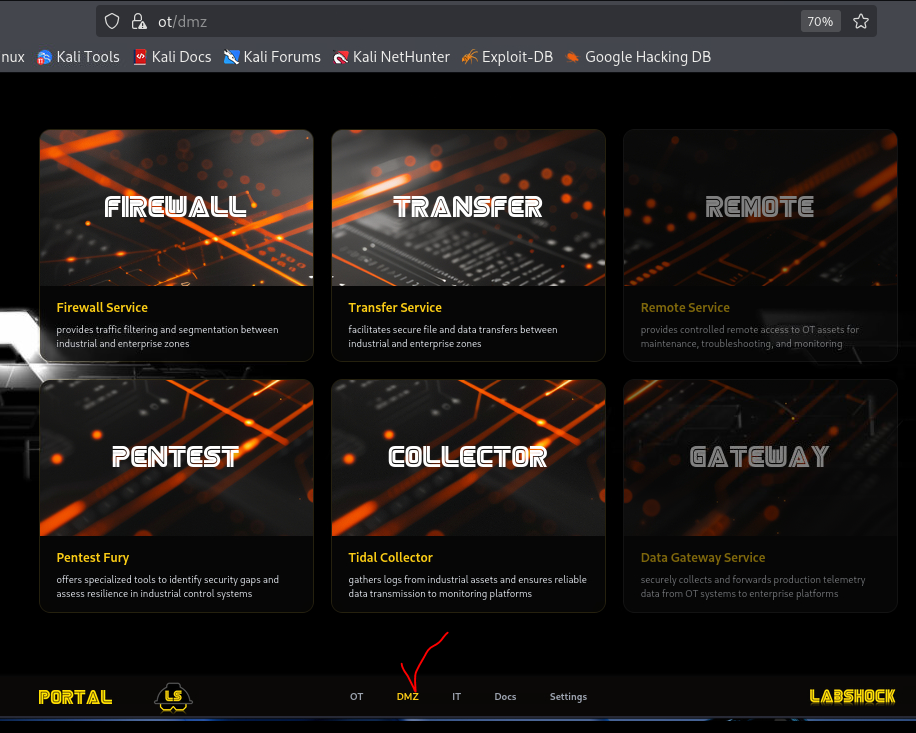 ot/dmz
70%
nux Kali Tools Kali Docs Kali Forums Kali NetHunter Exploit-DB Google Hacking DB
FIREWALL
Firewall Service
provides traffic filtering and segmentation between
industrial and enterprise zones
TRANSFER
Transfer Service
facilitates secure file and data transfers between
industrial and enterprise zones
REMOTE
Remote Service
provides controlled remote access to OT assets for
maintenance, troubleshooting, and monitoring
PENTEST
Pentest Fury
offers specialized tools to identify security gaps and
assess resilience in industrial control systems
COLLECTOR
Tidal Collector
gathers logs from industrial assets and ensures reliable
data transmission to monitoring platforms
GATEWAY
Data Gateway Service
securely collects and forwards production telemetry
data from OT systems to enterprise platforms
PORTAL LS OT DMZ IT Docs Settings LABSHOCK